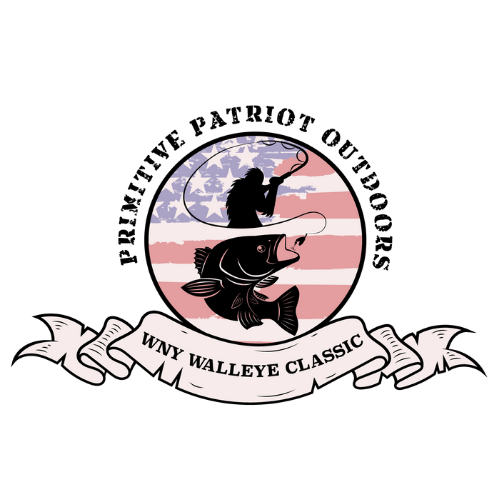 PRIMITIVE PATRIOT OUTDOORS
WNY WALLEYE CLASSIC